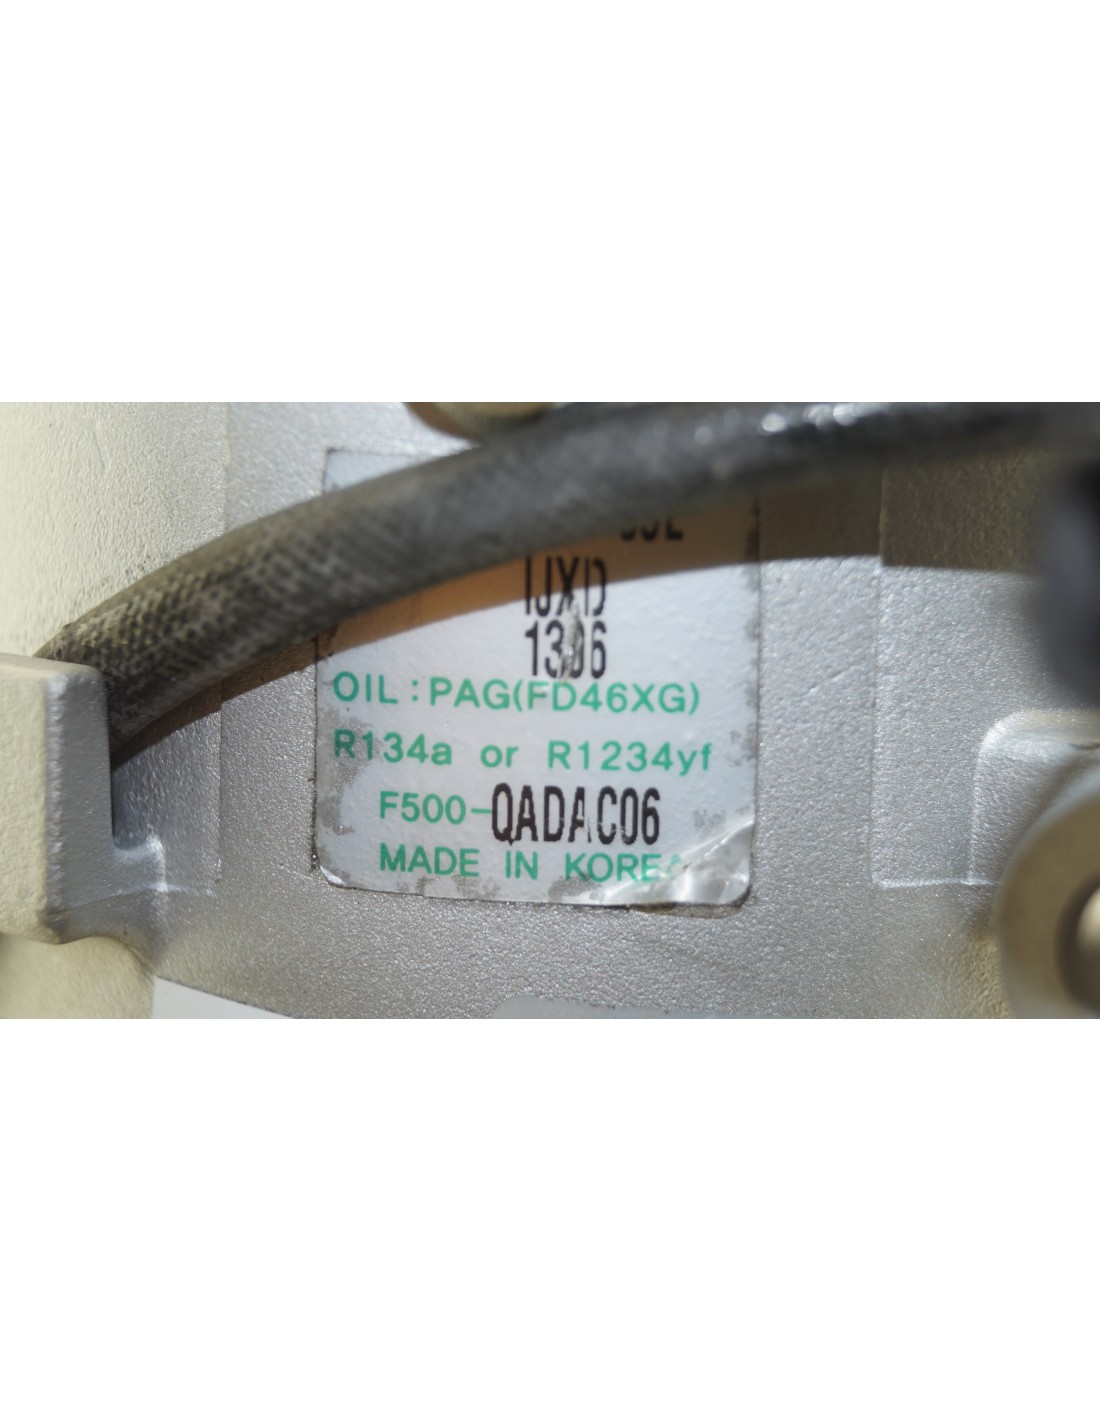 IJXD
1306
OIL : PAG(FD46XG)
R134a or R1234yf
F500-QADAC06
MADE IN KOREA